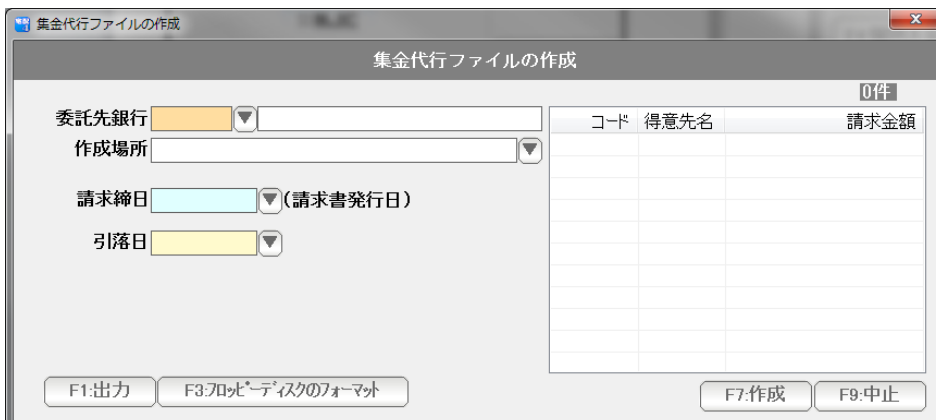 集金代行ファイルの作成
集金代行ファイルの作成
0件
委託先銀行
作成場所
請求締日 (請求書発行日)
引落日
コード 得意先名 請求金額
F1:出力 F3:フロッピーディスクのフォーマット
F7:作成 F9:中止